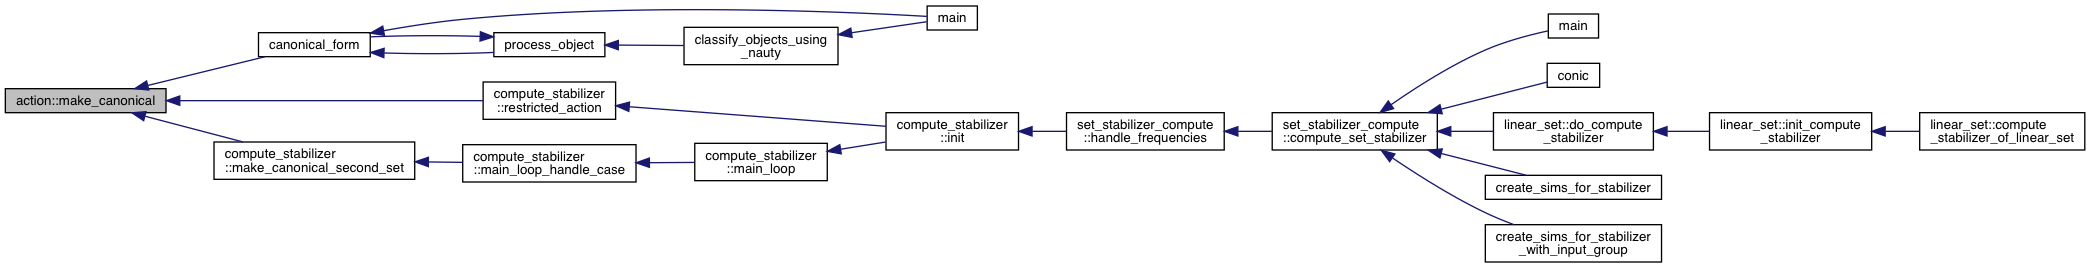 action::make_canonical
canonical_form
process_object
classify_objects_using
_nauty
main
compute_stabilizer
::restricted_action
compute_stabilizer
::make_canonical_second_set
compute_stabilizer
::main_loop_handle_case
compute_stabilizer
::main_loop
compute_stabilizer
::init
set_stabilizer_compute
::handle_frequencies
set_stabilizer_compute
::compute_set_stabilizer
main
conic
linear_set::do_compute
_stabilizer
linear_set::init_compute
_stabilizer
linear_set::compute
_stabilizer_of_linear_set
create_sims_for_stabilizer
create_sims_for_stabilizer
_with_input_group